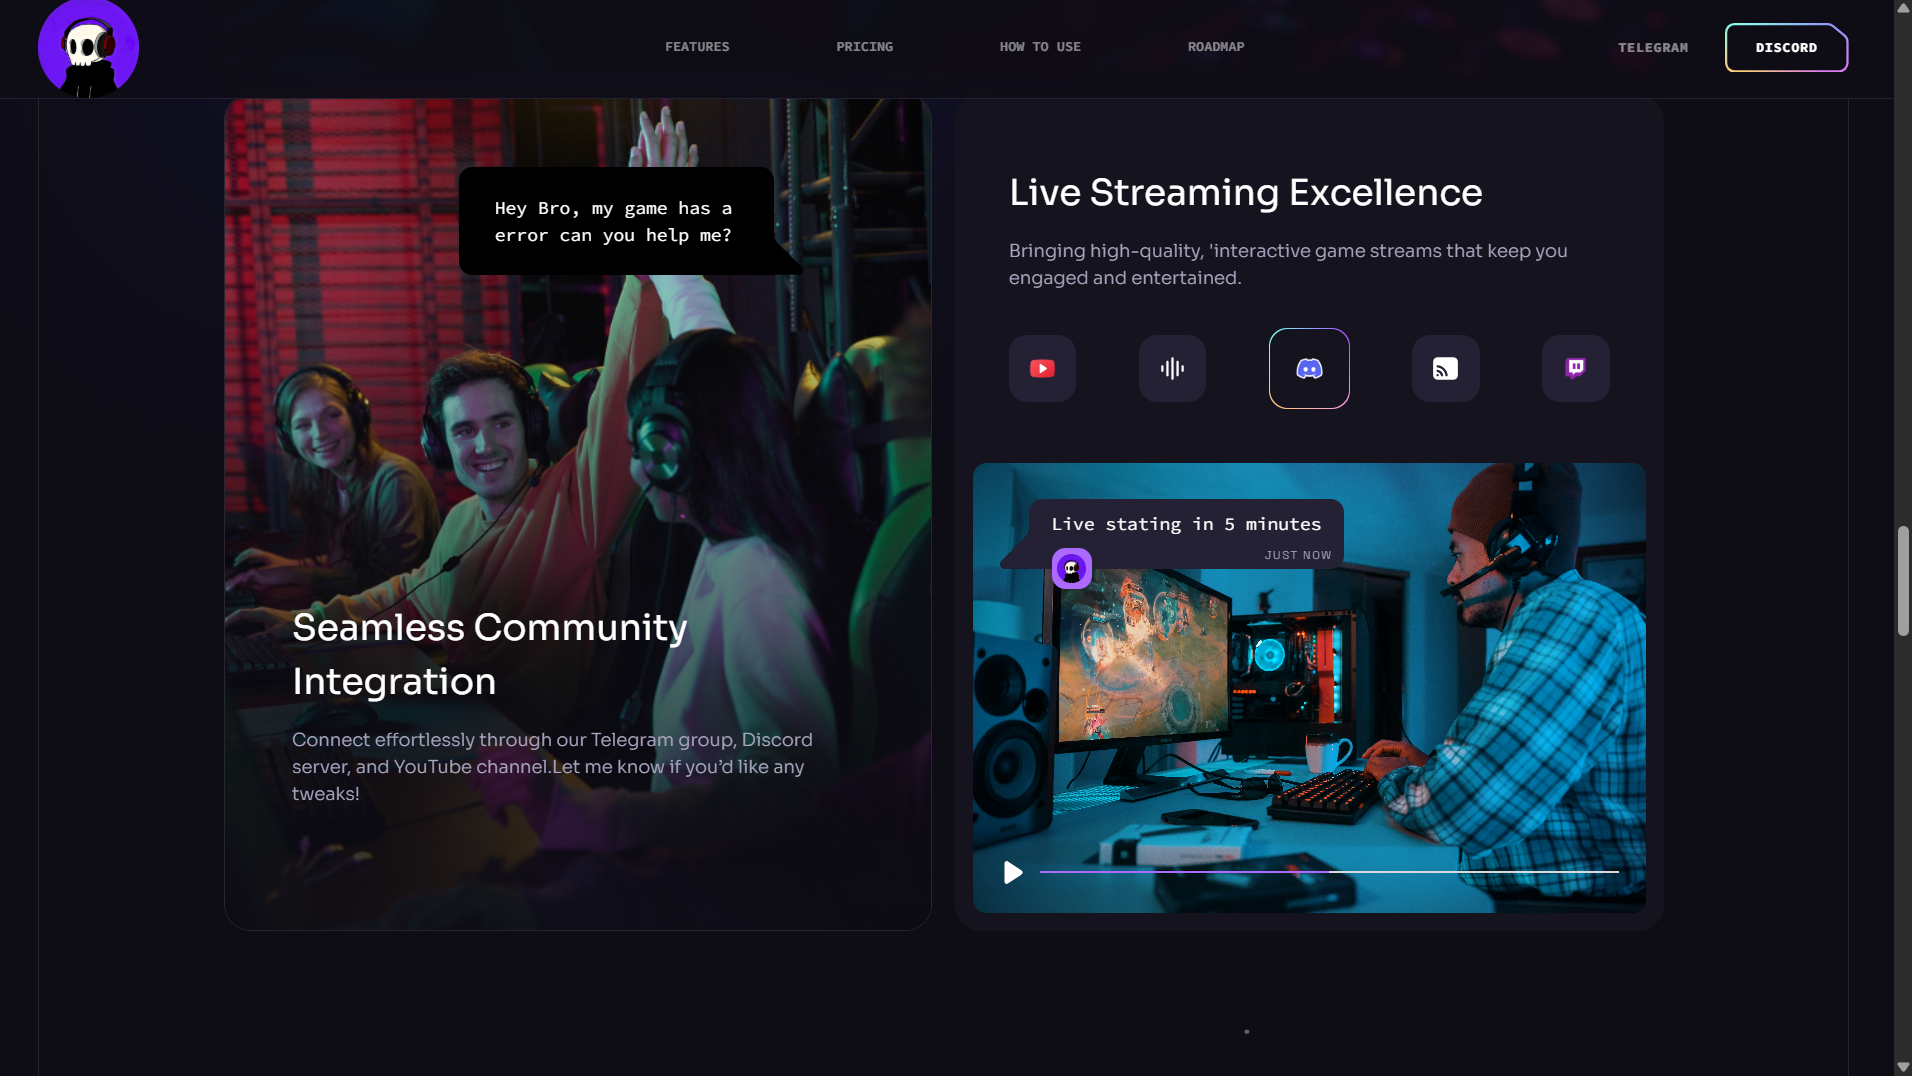 FEATURES
PRICING
HOW TO USE
ROADMAP
TELEGRAM
DISCORD
Hey Bro, my game has a
error can you help me?
Seamless Community
Integration
Connect effortlessly through our Telegram group, Discord
server, and YouTube channel.Let me know if you’d like any
tweaks!
Live Streaming Excellence
Bringing high-quality, 'interactive game streams that keep you
engaged and entertained.
Live stating in 5 minutes
JUST NOW